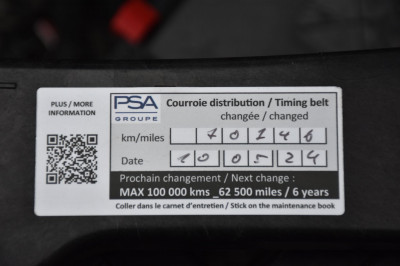 PLUS / MORE
INFORMATION
PSA
GROUPE
Courroie distribution / Timing belt
changée / changed
km/miles 70146
Date 10 05 24
Prochain changement / Next change :
MAX 100 000 kms _62 500 miles / 6 years
Coller dans le carnet d'entretien / Stick on the maintenance book